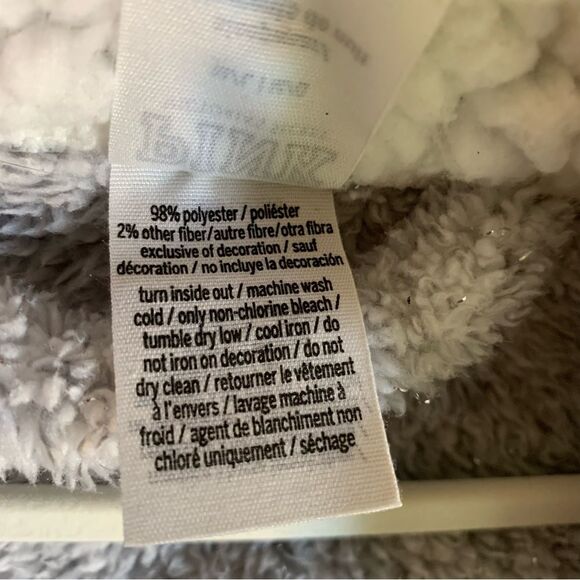 PINK
98% polyester / poliéster
2% other fiber/autre fibre/otra fibra
exclusive of decoration / sauf
décoration / no incluye la decoración
turn inside out / machine wash
cold / only non-chlorine bleach /
tumble dry low / cool iron / do
not iron on decoration / do not
dry clean / retourner le vêtement
à l'envers / lavage machine à
froid / agent de blanchiment non
chloré uniquement / séchage